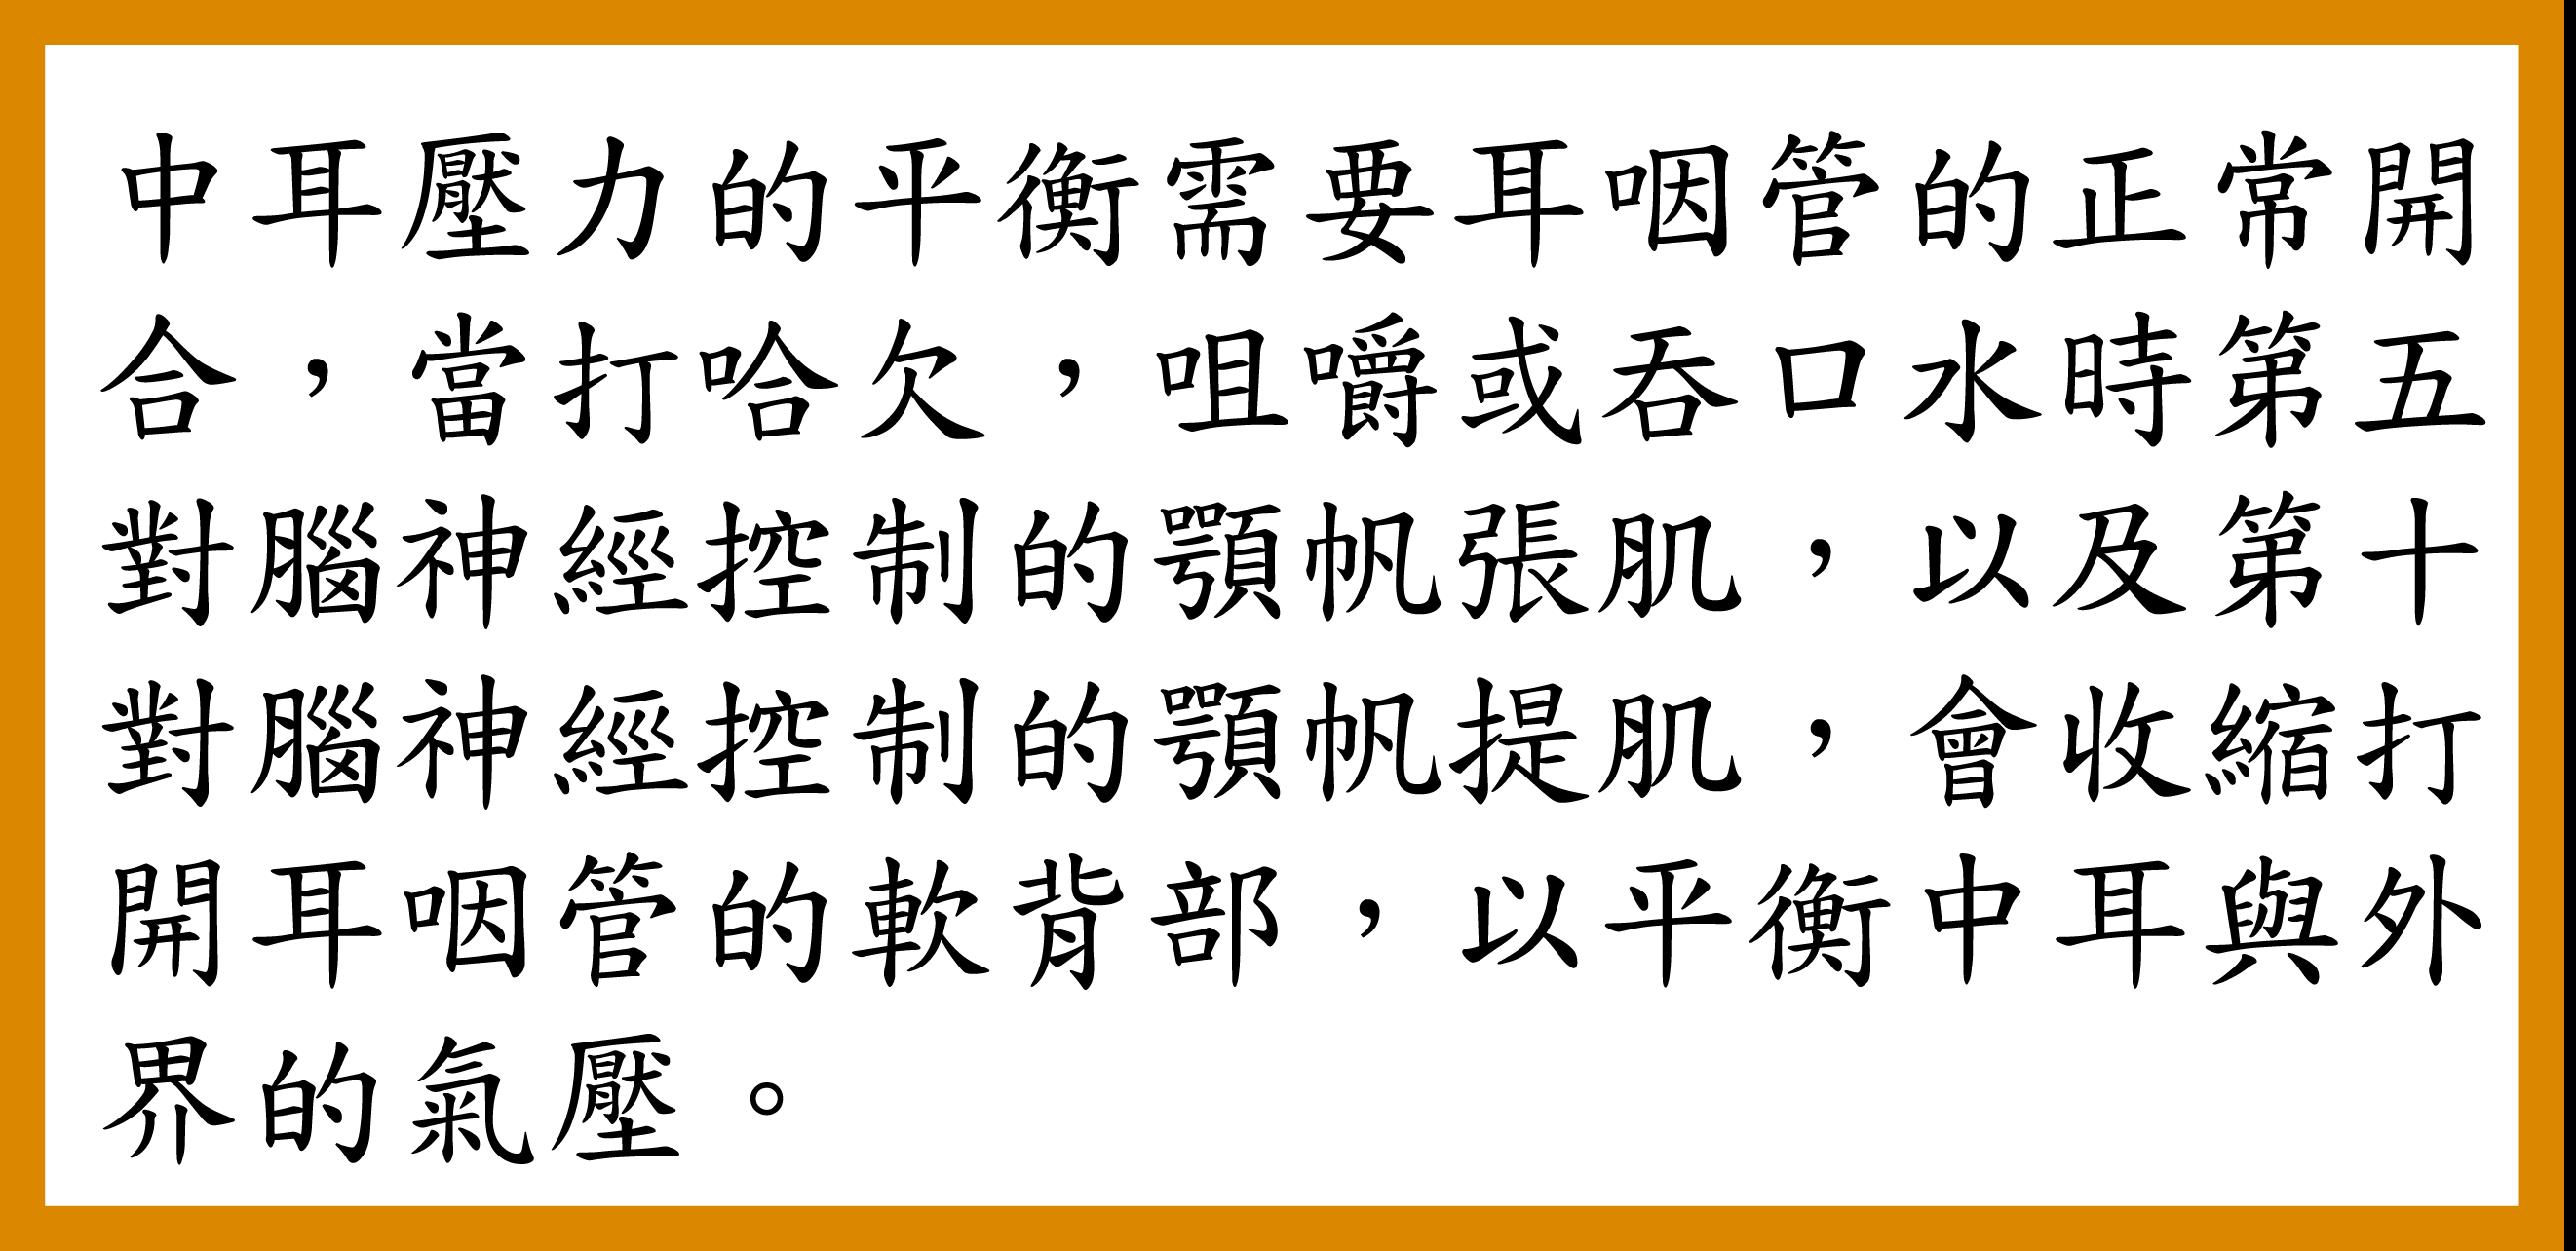 中耳壓力的平衡需要耳咽管的正常開
合，當打哈欠，咀嚼或吞口水時第五
對腦神經控制的顎帆張肌，以及第十
對腦神經控制的顎帆提肌，會收縮打
開耳咽管的軟背部，以平衡中耳與外
界的氣壓。